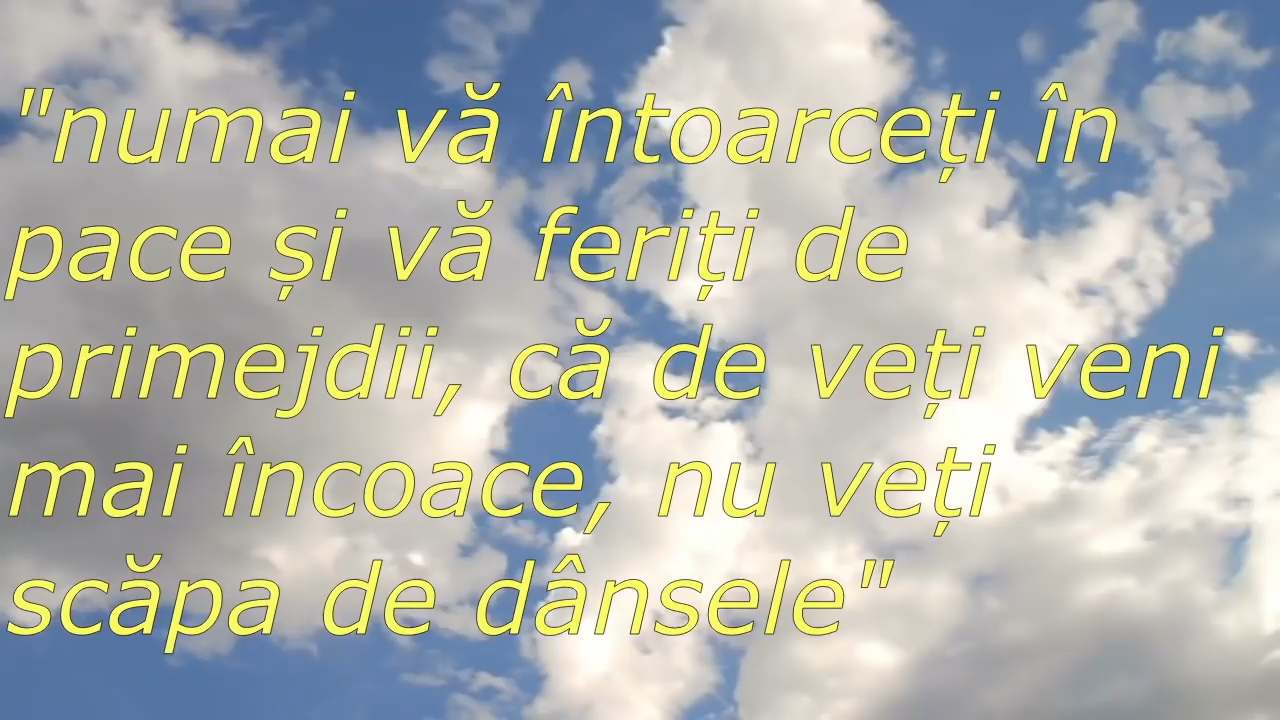 "numai vă întoarceți în
pace și vă feriți de
primejdii, că de veți veni
mai încoace, nu veți
scăpa de dânsele"